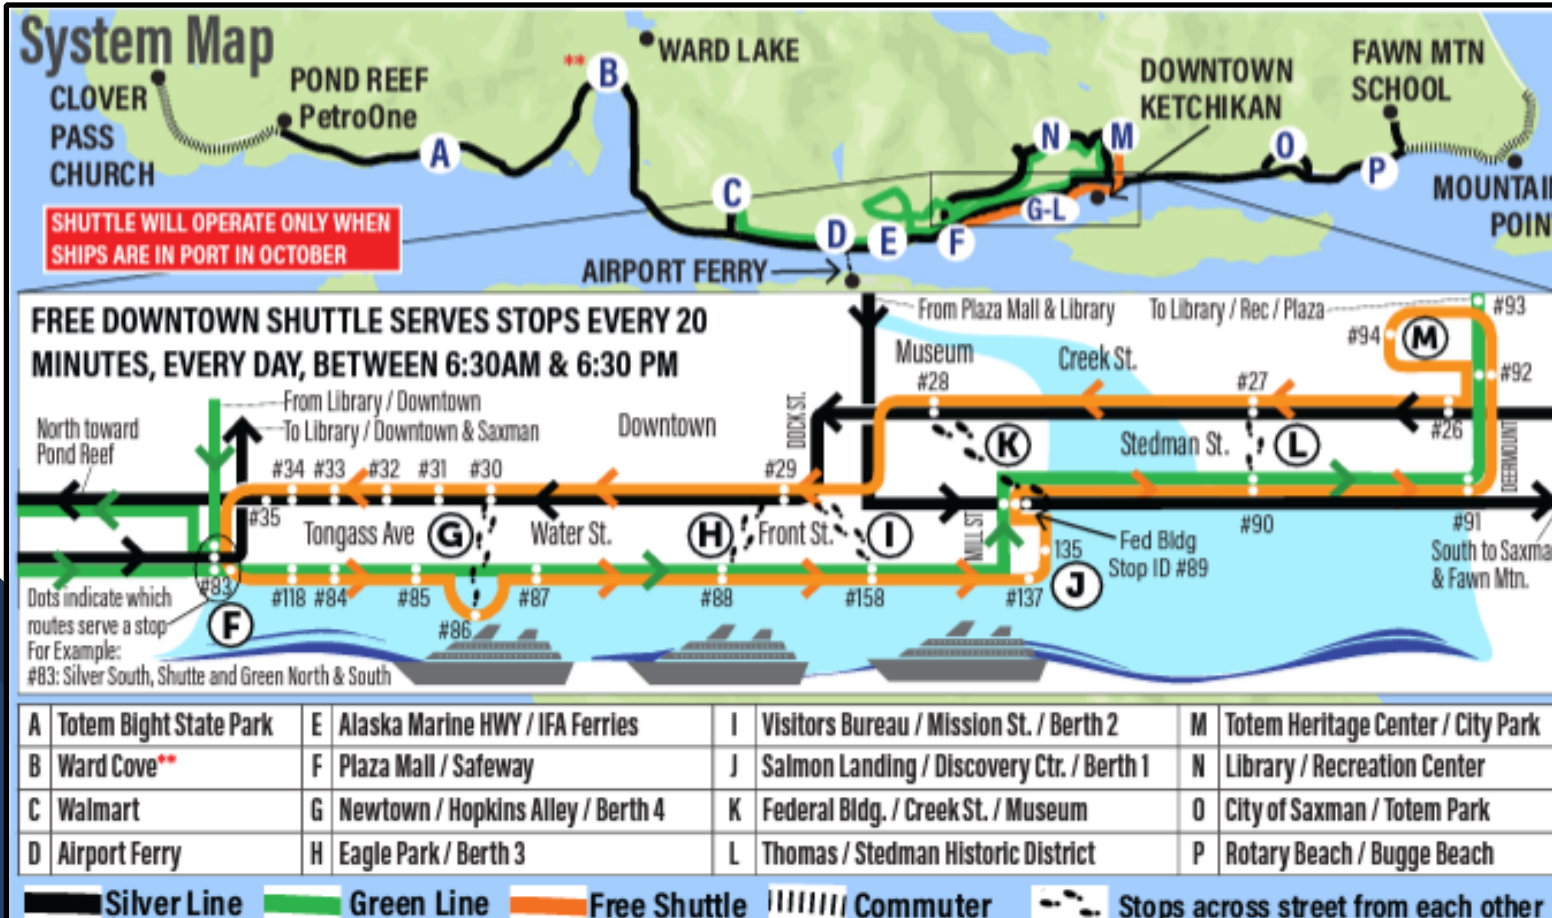 System Map
CLOVER
PASS
CHURCH
POND REEF
PetroOne
A
**
B
WARD LAKE
C
D
E
F
G-L
N
M
DOWNTOWN
KETCHIKAN
O
P
FAWN MTN
SCHOOL
MOUNTAI
POIN
AIRPORT FERRY
SHUTTLE WILL OPERATE ONLY WHEN
SHIPS ARE IN PORT IN OCTOBER
FREE DOWNTOWN SHUTTLE SERVES STOPS EVERY 20
MINUTES, EVERY DAY, BETWEEN 6:30AM & 6:30 PM
From Plaza Mall & Library
To Library / Rec / Plaza
#93
#94
M
#92
Museum
#28
Creek St.
#27
#26
From Library / Downtown
To Library / Downtown & Saxman
North toward
Pond Reef
Downtown
DOCK ST.
K
Stedman St.
L
DEERMOUNT
#34
#33
#32
#31
#30
#29
#35
Tongass Ave
G
Water St.
H
Front St.
I
MILL ST
#90
#91
Fed Bldg
Stop ID #89
135
J
South to Saxma
& Fawn Mtn.
#83
F
#118
#84
#85
#86
#87
#88
#158
#137
Dots indicate which
routes serve a stop
For Example:
#83: Silver South, Shutte and Green North & South
A Totem Bight State Park E Alaska Marine HWY / IFA Ferries I Visitors Bureau / Mission St. / Berth 2 M Totem Heritage Center / City Park
B Ward Cove** F Plaza Mall / Safeway J Salmon Landing / Discovery Ctr. / Berth 1 N Library / Recreation Center
C Walmart G Newtown / Hopkins Alley / Berth 4 K Federal Bldg. / Creek St. / Museum O City of Saxman / Totem Park
D Airport Ferry H Eagle Park / Berth 3 L Thomas / Stedman Historic District P Rotary Beach / Bugge Beach
Silver Line Green Line Free Shuttle Commuter Stops across street from each other